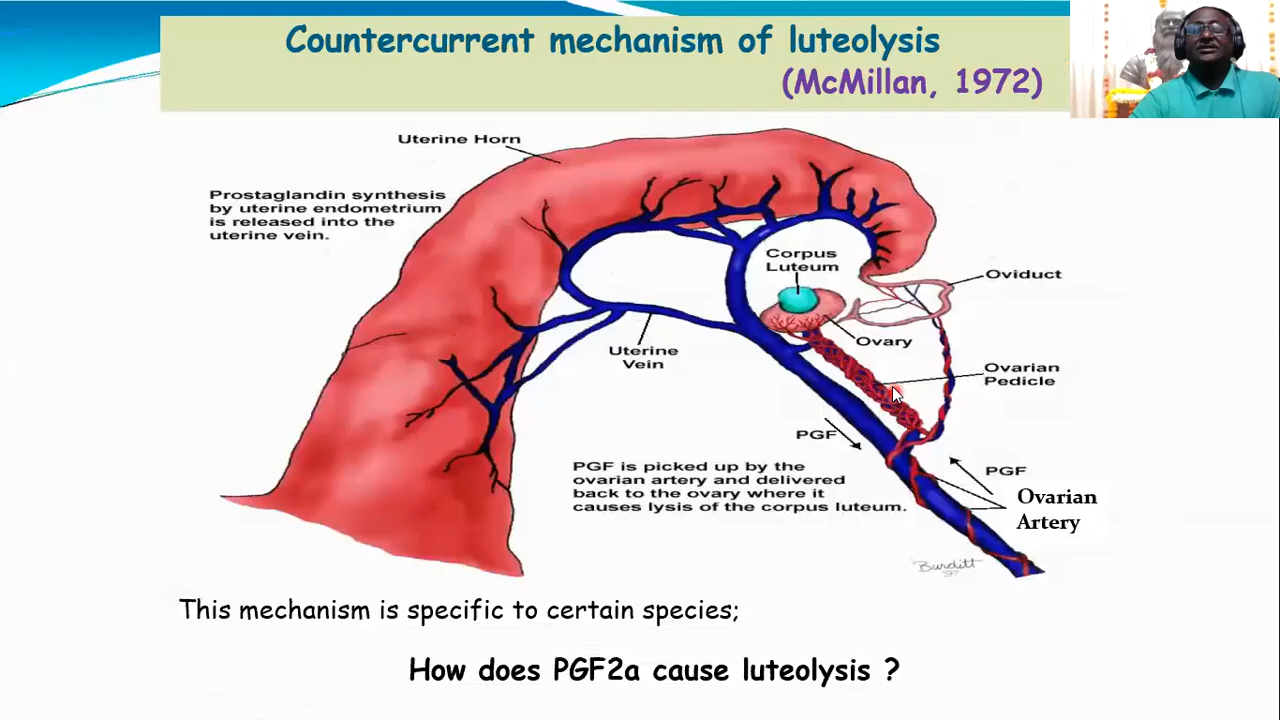 Countercurrent mechanism of luteolysis
(McMillan, 1972)
Uterine Horn
Prostaglandin synthesis
by uterine endometrium
is released into the
uterine vein.
Corpus
Luteum
Oviduct
Ovary
Uterine
Vein
Ovarian
Pedicle
PGF
PGF is picked up by the
ovarian artery and delivered
back to the ovary where it
causes lysis of the corpus luteum.
PGF
Ovarian
Artery
Burditt
This mechanism is specific to certain species;
How does PGF2a cause luteolysis ?